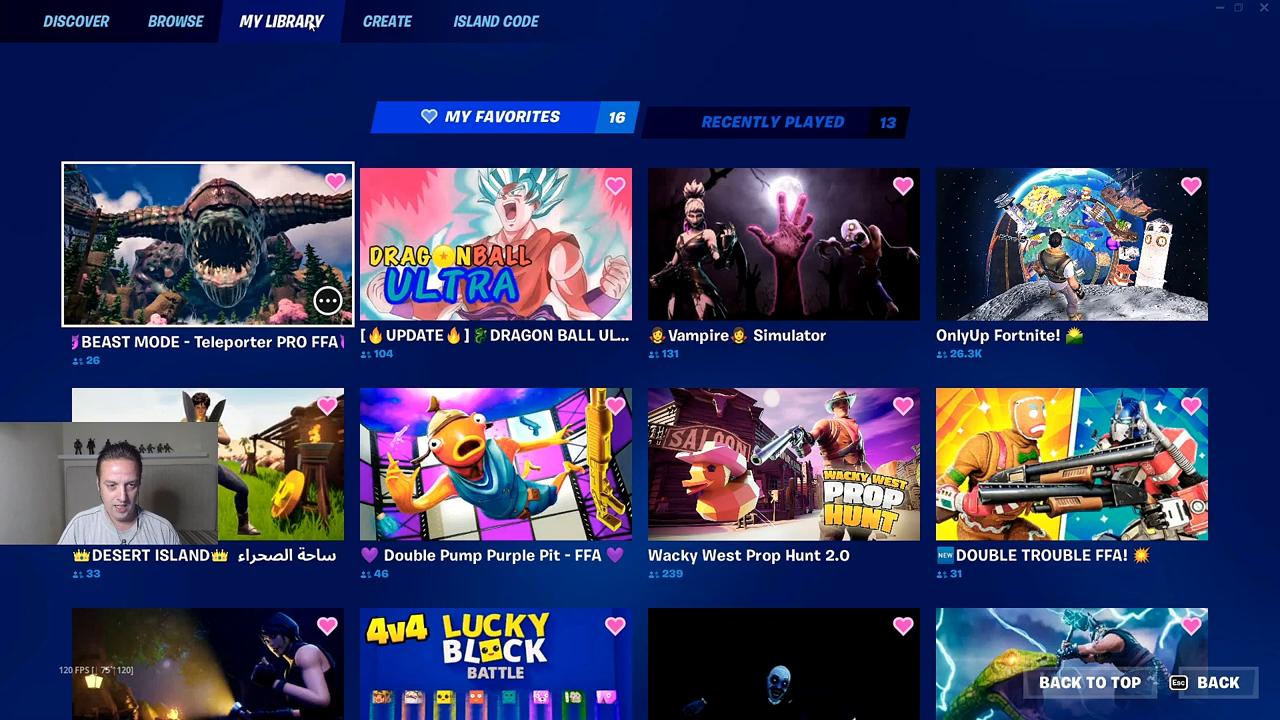 DISCOVER BROWSE MY LIBRARY CREATE ISLAND CODE
MY FAVORITES 16 RECENTLY PLAYED 13
DRAGON BALL
ULTRA
BEAST MODE - Teleporter PRO FFA
26
[🔥UPDATE🔥]🐉DRAGON BALL UL...
104
🧛Vampire🧛 Simulator
131
OnlyUp Fortnite!
26.3K
SALOON
WACKY WEST
PROP
HUNT
👑DESERT ISLAND👑 ساحة الصحراء
33
💜 Double Pump Purple Pit - FFA 💜
46
Wacky West Prop Hunt 2.0
239
NEW DOUBLE TROUBLE FFA! 💥
31
4v4 LUCKY
BLOCK
BATTLE
120 FPS [ 75 120]
BACK TO TOP Esc BACK